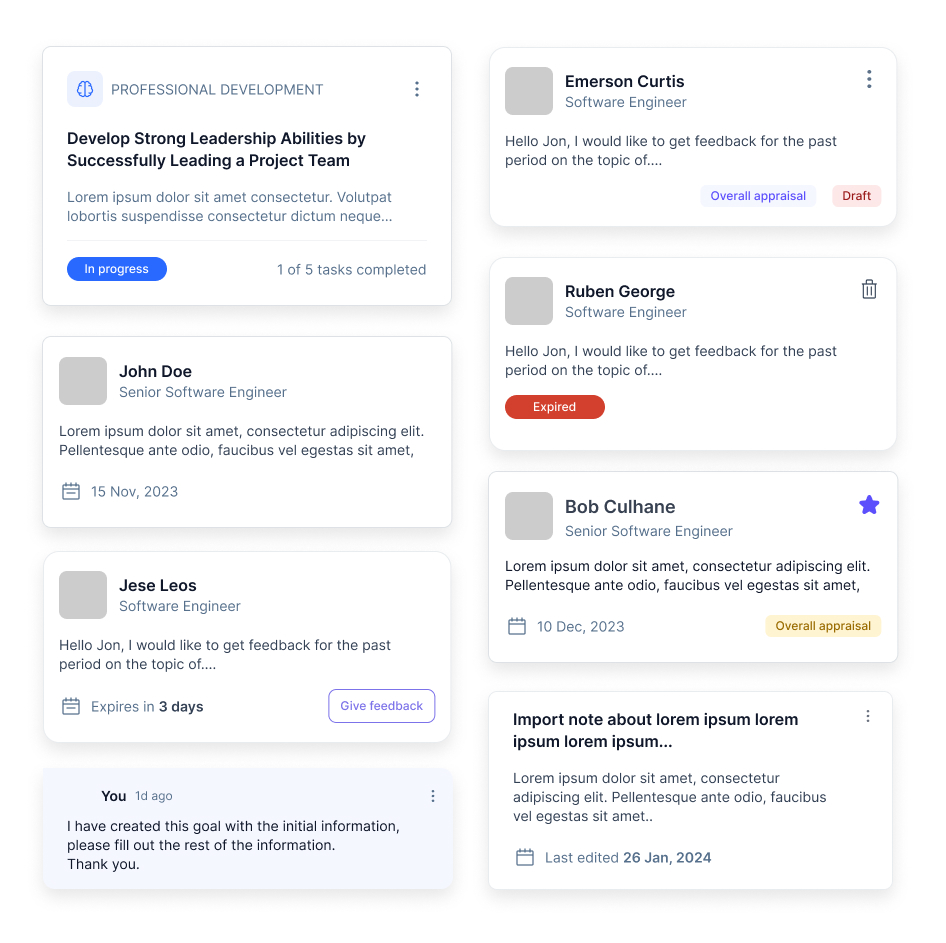 PROFESSIONAL DEVELOPMENT
Develop Strong Leadership Abilities by
Successfully Leading a Project Team
Lorem ipsum dolor sit amet consectetur. Volutpat
lobortis suspendisse consectetur dictum neque...
In progress
1 of 5 tasks completed
John Doe
Senior Software Engineer
Lorem ipsum dolor sit amet, consectetur adipiscing elit.
Pellentesque ante odio, faucibus vel egestas sit amet,
15 Nov, 2023
Jese Leos
Software Engineer
Hello Jon, I would like to get feedback for the past
period on the topic of....
Expires in 3 days
Give feedback
You 1d ago
I have created this goal with the initial information,
please fill out the rest of the information.
Thank you.
Emerson Curtis
Software Engineer
Hello Jon, I would like to get feedback for the past
period on the topic of....
Overall appraisal
Draft
Ruben George
Software Engineer
Hello Jon, I would like to get feedback for the past
period on the topic of....
Expired
Bob Culhane
Senior Software Engineer
Lorem ipsum dolor sit amet, consectetur adipiscing elit.
Pellentesque ante odio, faucibus vel egestas sit amet,
10 Dec, 2023
Overall appraisal
Import note about lorem ipsum lorem
ipsum lorem ipsum...
Lorem ipsum dolor sit amet, consectetur
adipiscing elit. Pellentesque ante odio, faucibus
vel egestas sit amet..
Last edited 26 Jan, 2024